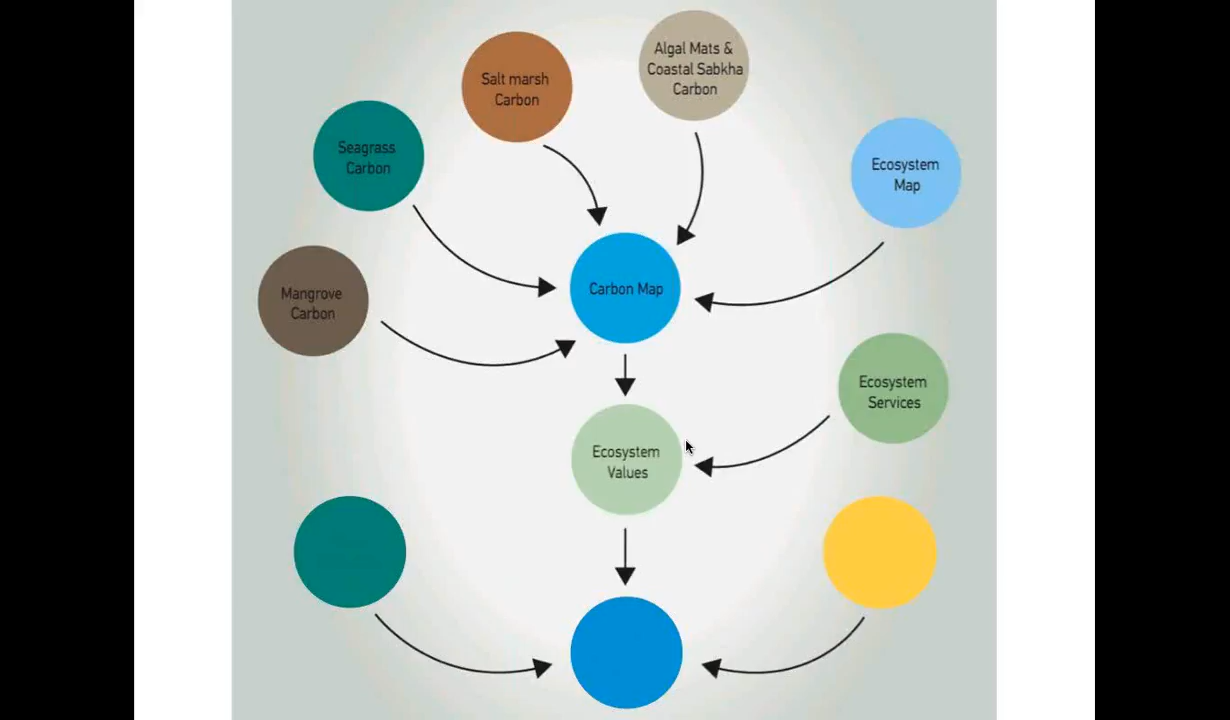 Algal Mats &
Coastal Sabkha
Carbon
Salt marsh
Carbon
Seagrass
Carbon
Ecosystem
Map
Mangrove
Carbon
Carbon Map
Ecosystem
Services
Ecosystem
Values